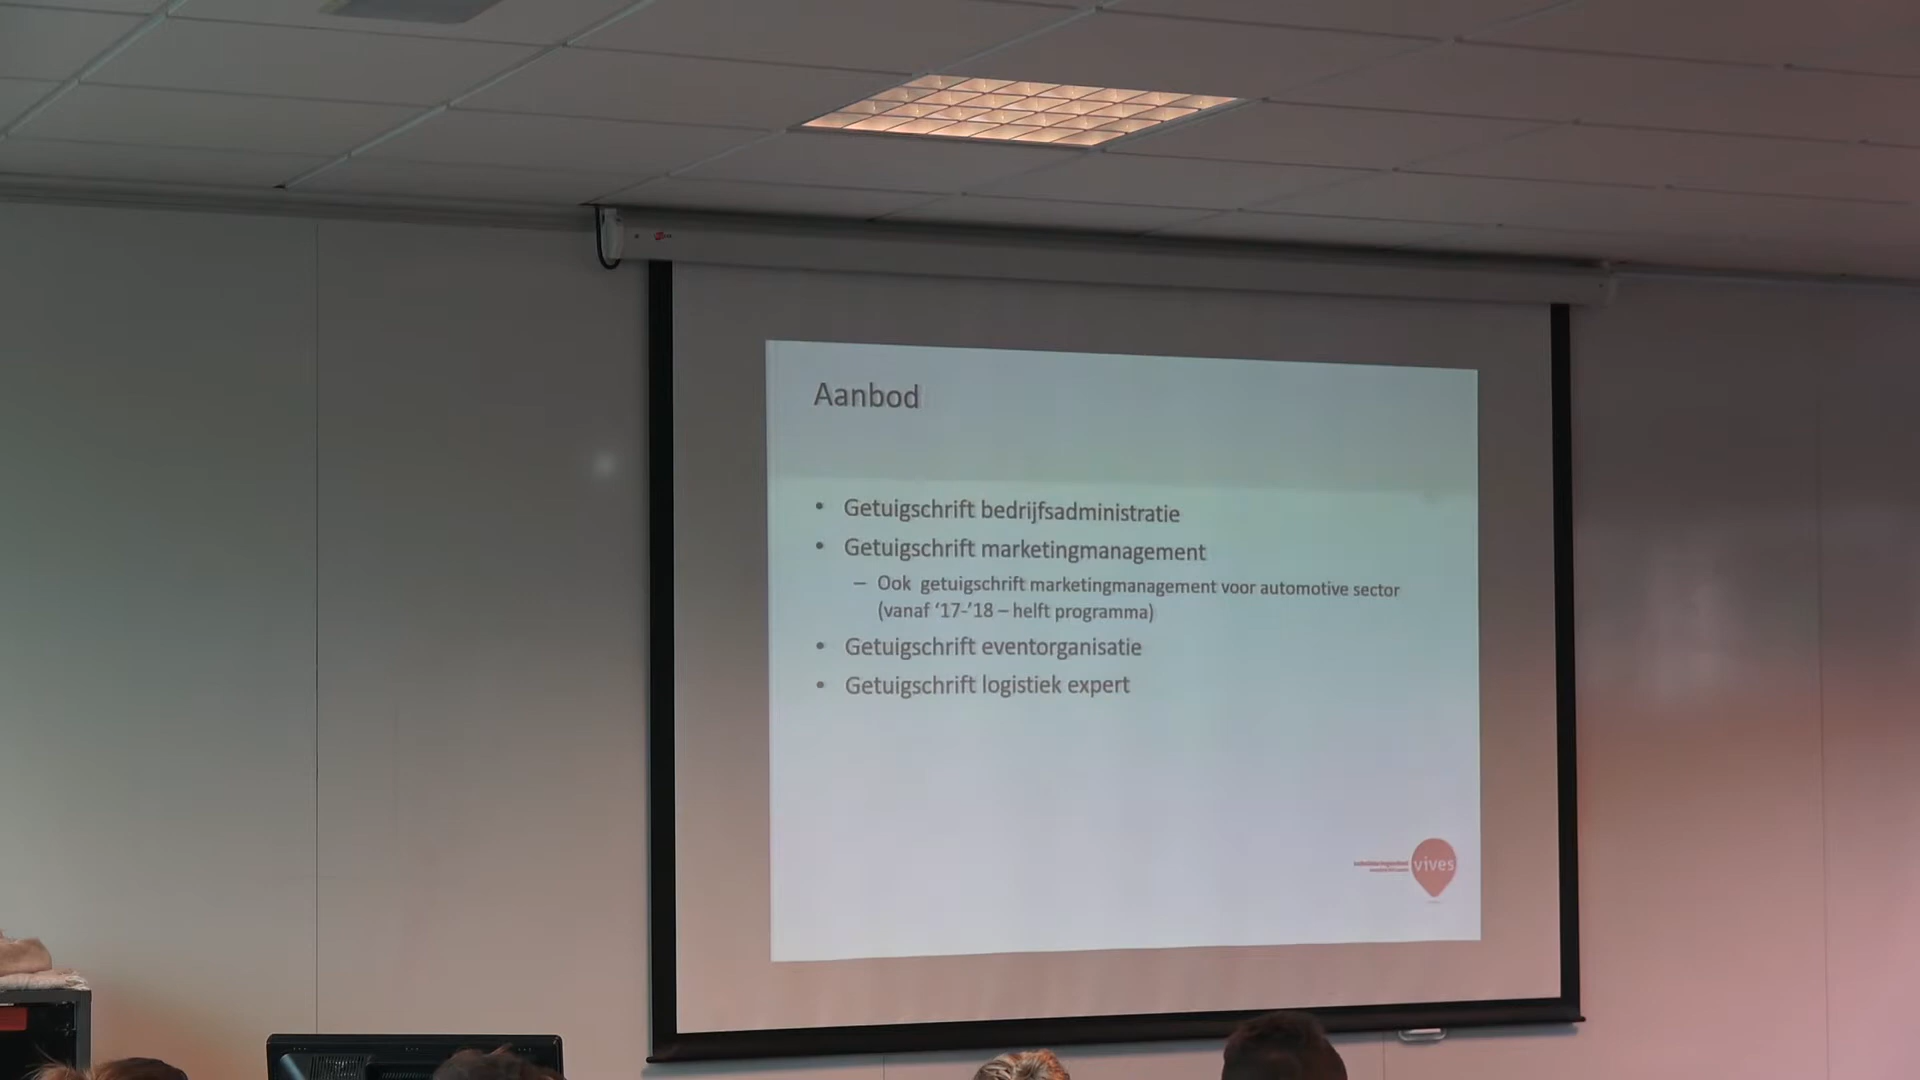 Aanbod
• Getuigschrift bedrijfsadministratie
• Getuigschrift marketingmanagement
– Ook getuigschrift marketingmanagement voor automotive sector
(vanaf ‘17-’18 – helft programma)
• Getuigschrift eventorganisatie
• Getuigschrift logistiek expert
vives